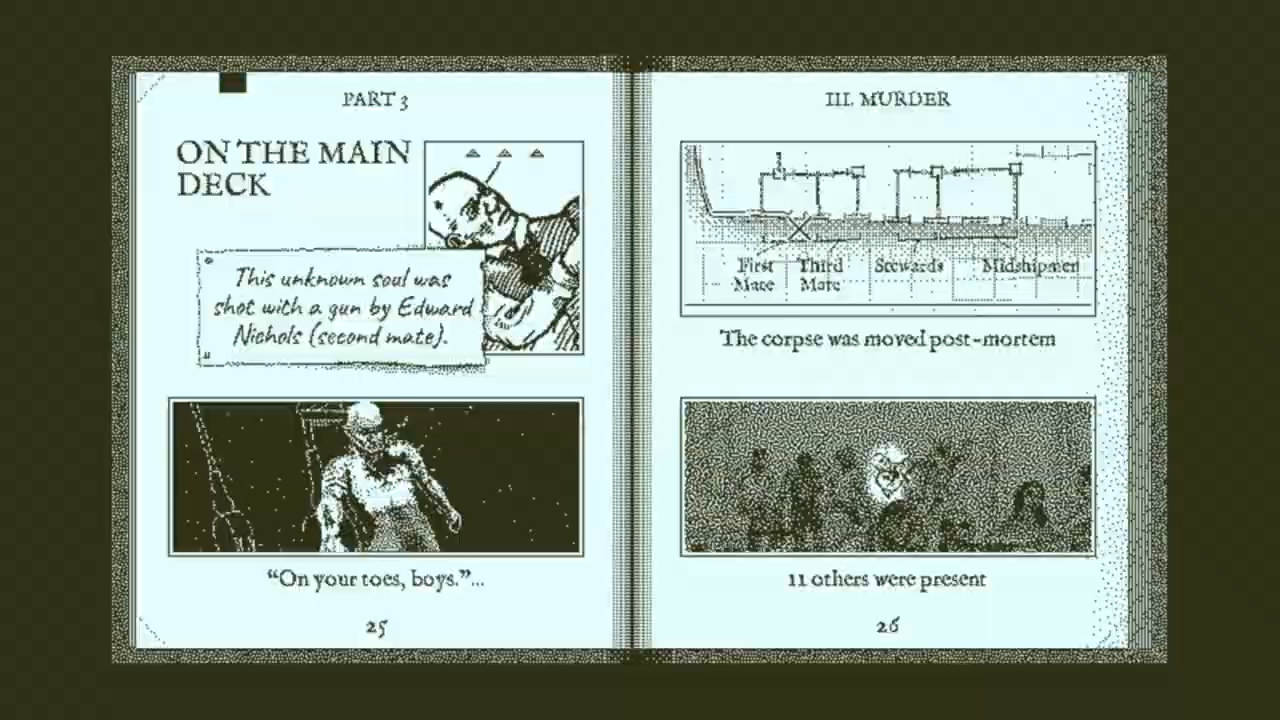 PART 3
ON THE MAIN
DECK
This unknown soul was
shot with a gun by Edward
Nichols (second mate).
"On your toes, boys."...
25
III. MURDER
First Third Stewards Midshipmen
Mate Mate
The corpse was moved post-mortem
11 others were present
26